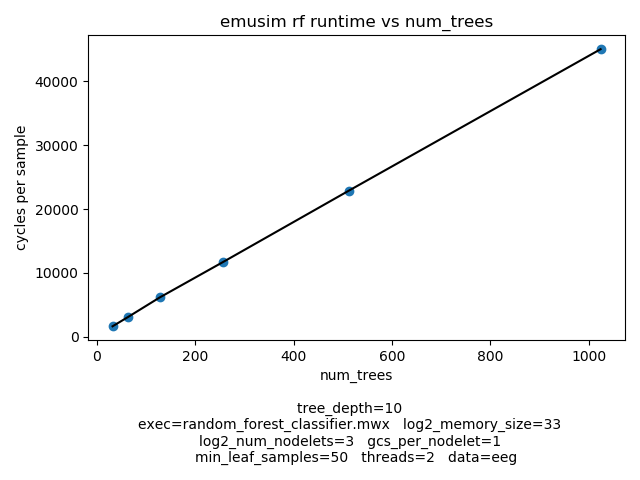 emusim rf runtime vs num_trees
cycles per sample
40000
30000
20000
10000
0
0 200 400 600 800 1000
num_trees
tree_depth=10
exec=random_forest_classifier.mwx log2_memory_size=33
log2_num_nodelets=3 gcs_per_nodelet=1
min_leaf_samples=50 threads=2 data=eeg